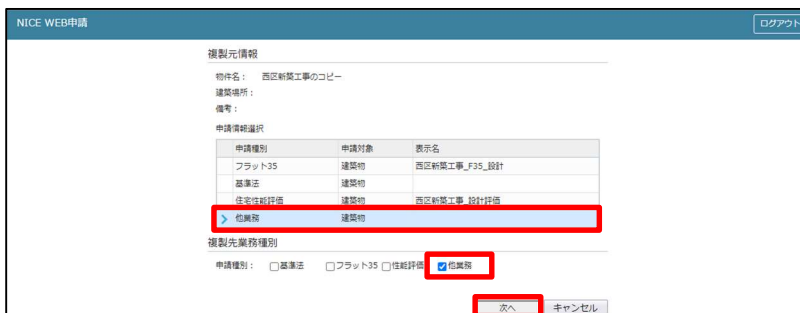 NICE WEB申請 ログアウト
複製元情報
物件名： 西区新築工事のコピー
建築場所：
備考：
申請情報選択
申請種別 申請対象 表示名
フラット35 建築物 西区新築工事_F35_設計
基準法 建築物
住宅性能評価 建築物 西区新築工事_設計評価
他業務 建築物
複製先業務種別
申請種別： 基準法 フラット35 性能評価 他業務
次へ キャンセル